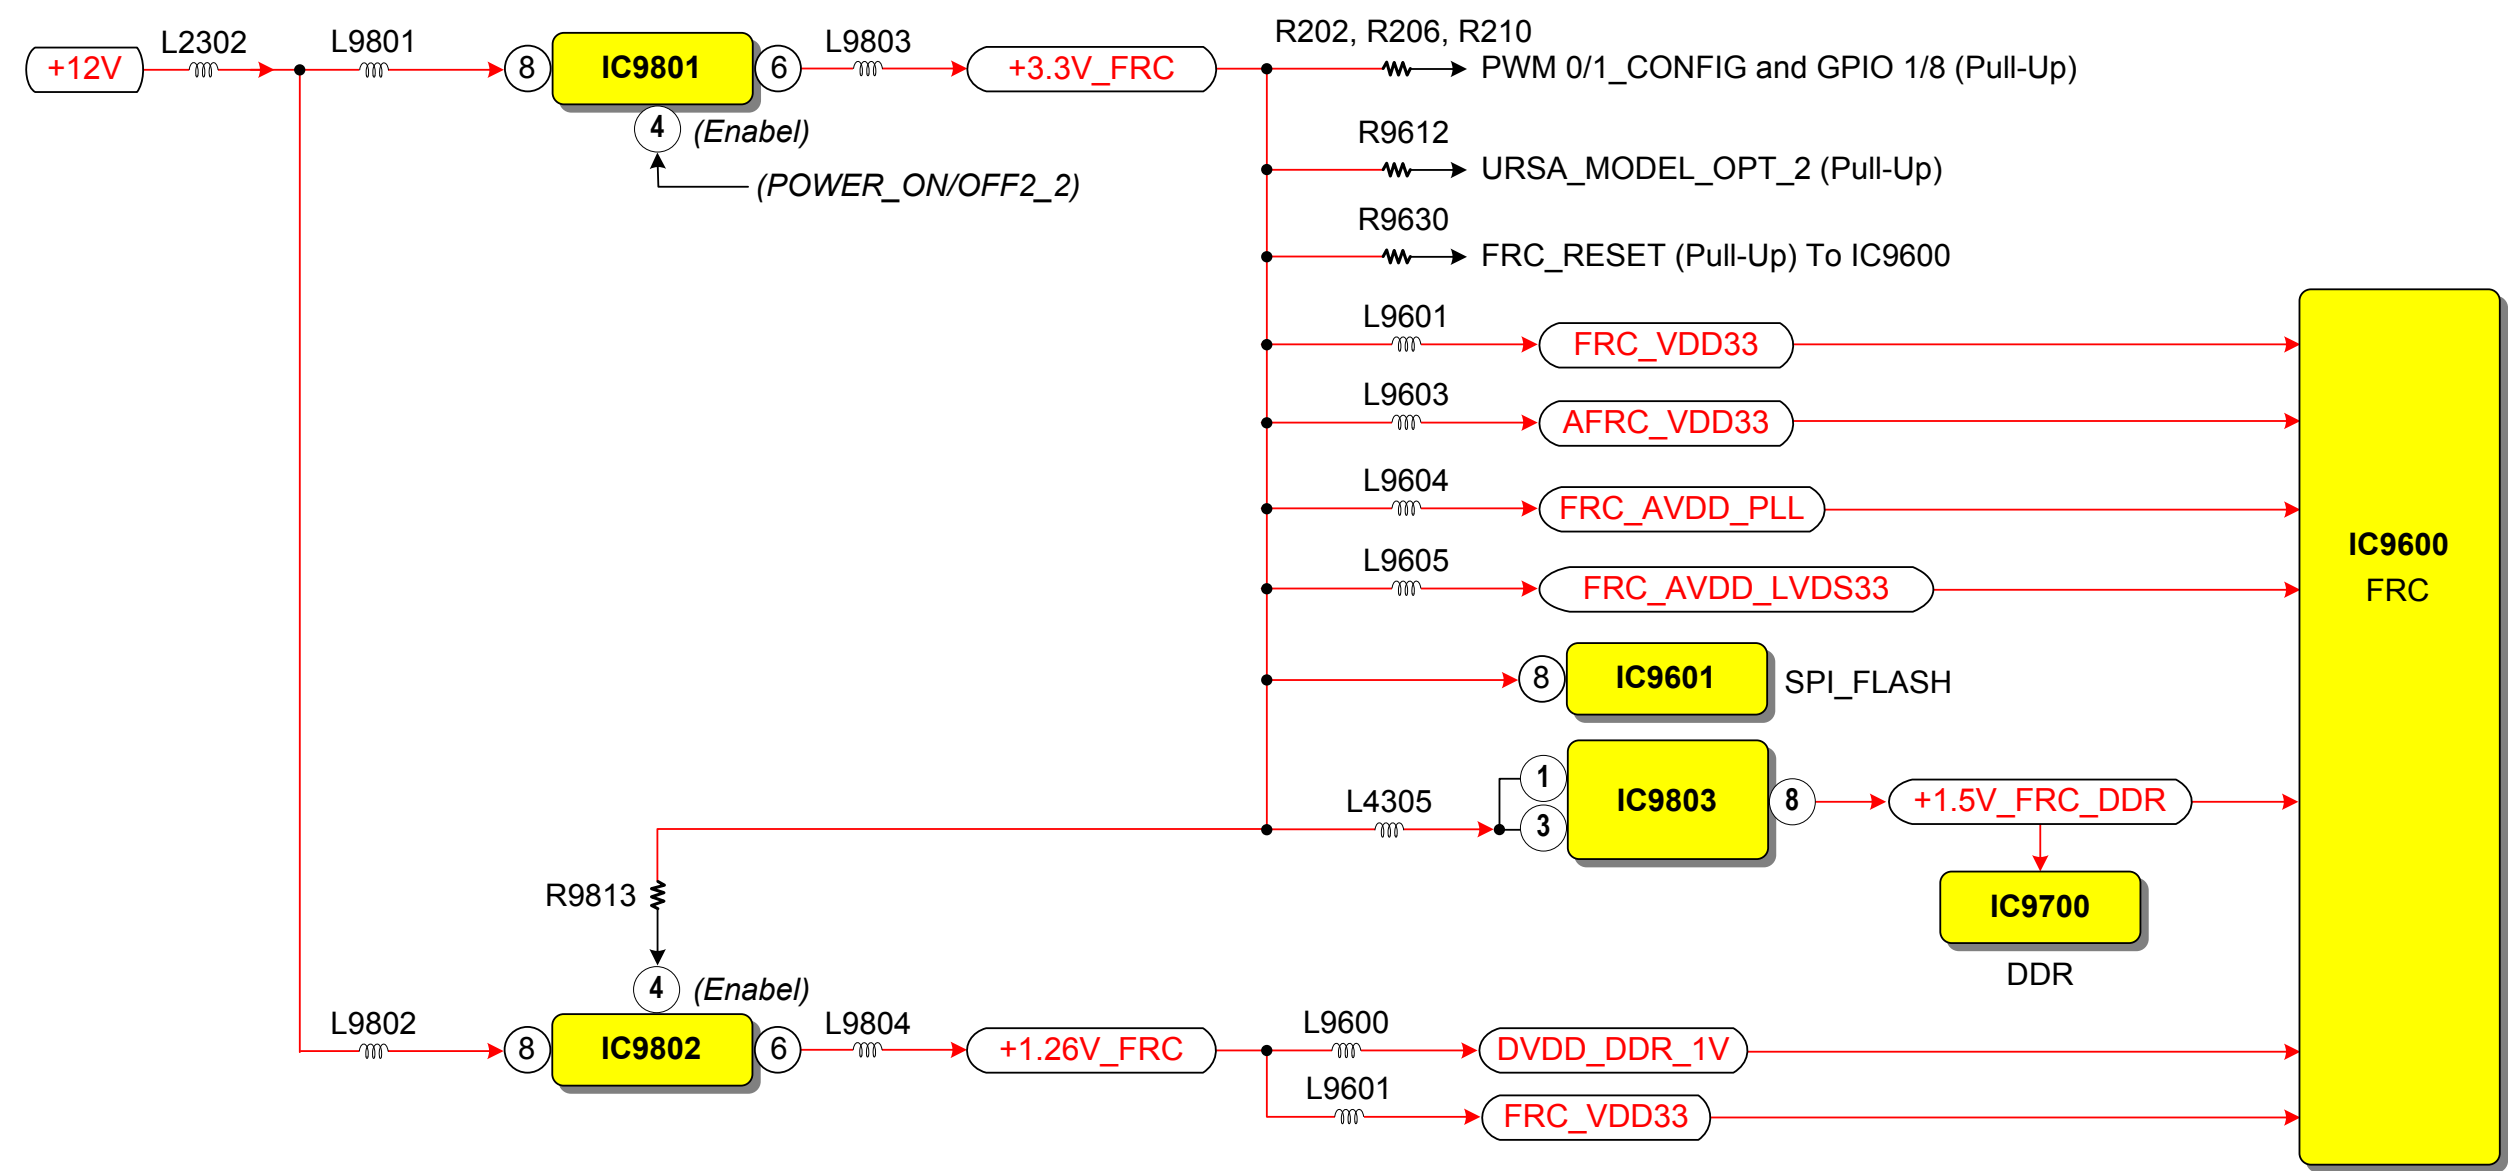 R202, R206, R210
+12V
L2302
L9801
8
IC9801
6
L9803
+3.3V_FRC
PWM 0/1_CONFIG and GPIO 1/8 (Pull-Up)
4
(Enabel)
(POWER_ON/OFF2_2)
R9612
URSA_MODEL_OPT_2 (Pull-Up)
R9630
FRC_RESET (Pull-Up) To IC9600
L9601
FRC_VDD33
L9603
AFRC_VDD33
L9604
FRC_AVDD_PLL
L9605
FRC_AVDD_LVDS33
IC9600
FRC
8
IC9601
SPI_FLASH
L4305
1
3
IC9803
8
+1.5V_FRC_DDR
IC9700
DDR
R9813
4
(Enabel)
L9802
8
IC9802
6
L9804
+1.26V_FRC
L9600
DVDD_DDR_1V
L9601
FRC_VDD33